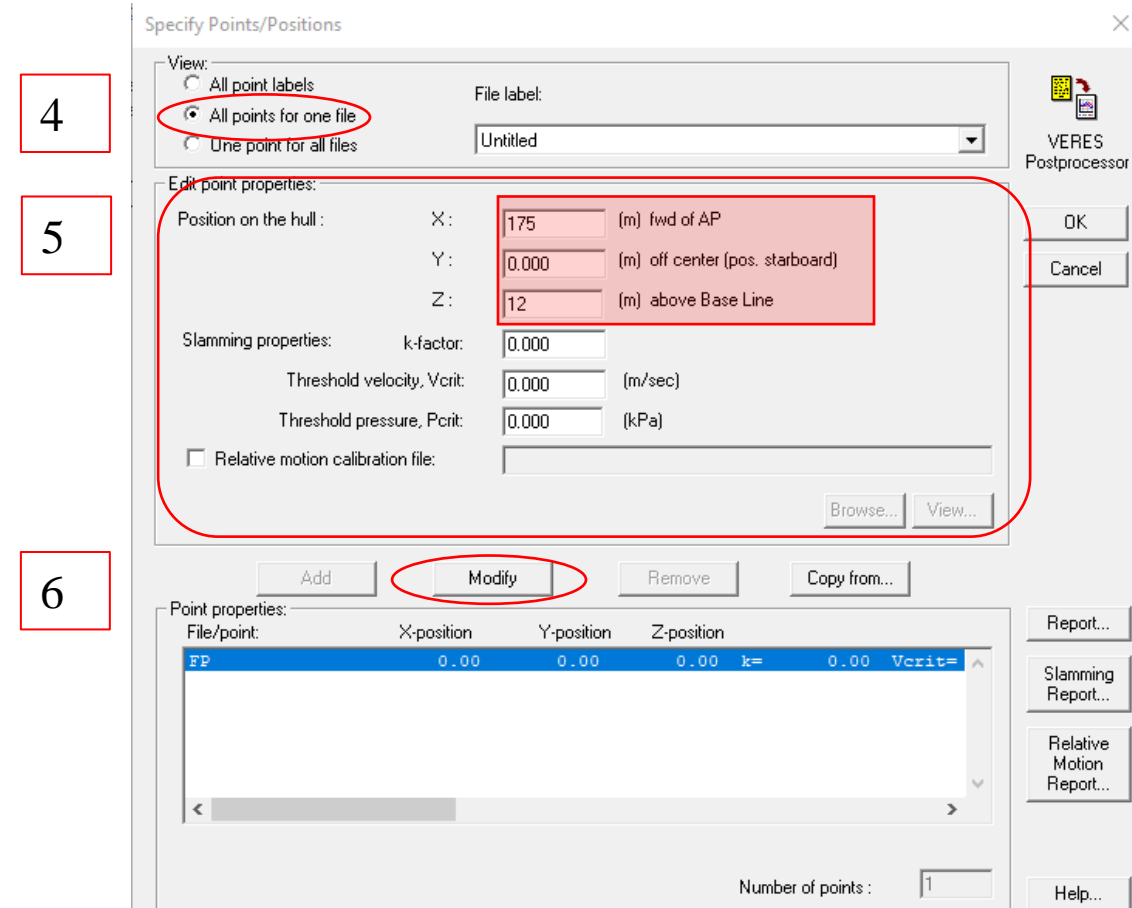 Specify Points/Positions
View:
All point labels
4
All points for one file
One point for all files
File label:
Untitled
VERES
Postprocessor
Edit point properties:
5
Position on the hull :
X : 175 (m) fwd of AP
Y : 0.000 (m) off center (pos. starboard)
Z : 12 (m) above Base Line
OK
Cancel
Slamming properties: k-factor: 0.000
Threshold velocity, Vcrit: 0.000 (m/sec)
Threshold pressure, Pcrit: 0.000 (kPa)
Relative motion calibration file:
Browse... View...
6
Add Modify Remove Copy from...
Point properties:
File/point: X-position Y-position Z-position
FP 0.00 0.00 0.00 k= 0.00 Vcrit=
Report...
Slamming
Report...
Relative
Motion
Report...
Number of points : 1
Help...